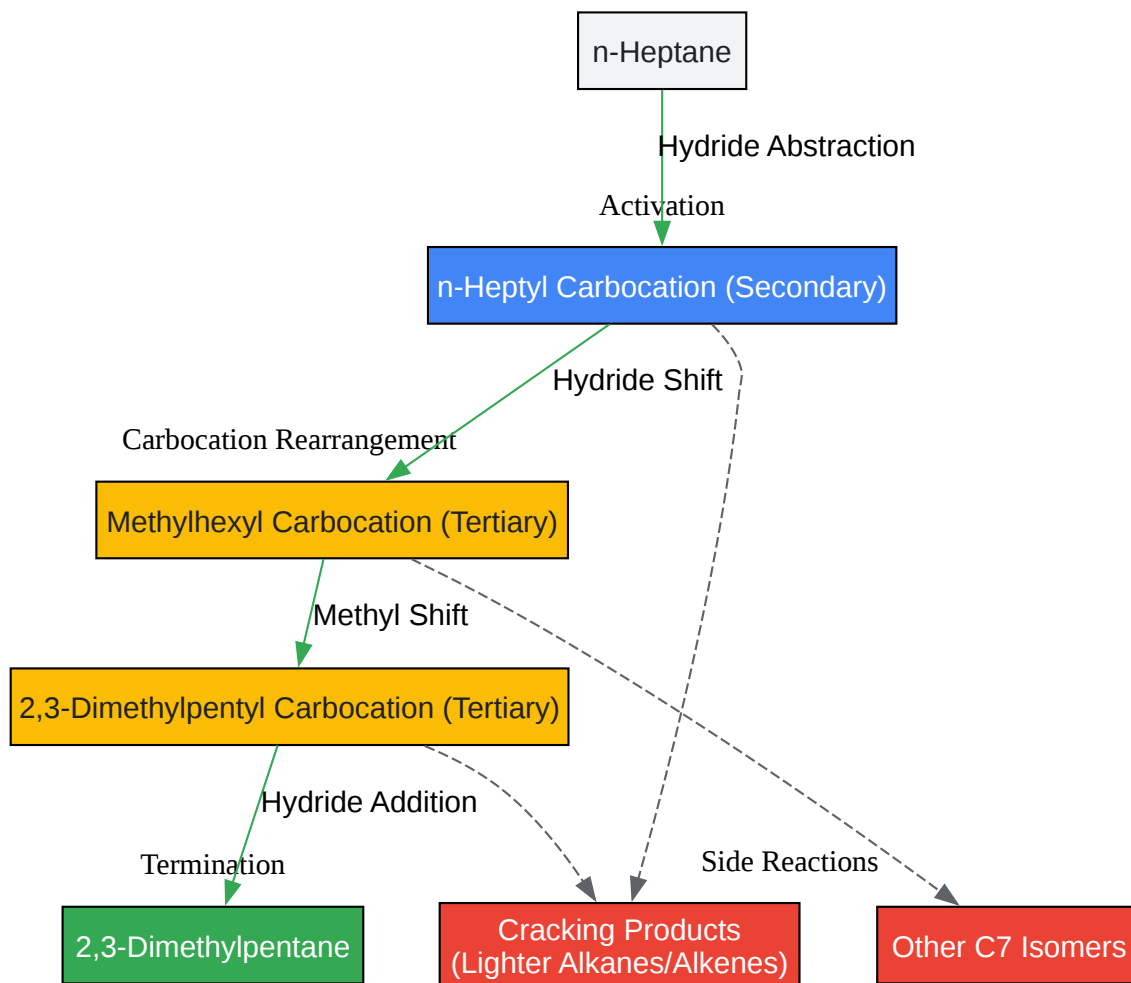 n-Heptane
Hydride Abstraction
Activation
n-Heptyl Carbocation (Secondary)
Hydride Shift
Carbocation Rearrangement
Methylhexyl Carbocation (Tertiary)
Methyl Shift
2,3-Dimethylpentyl Carbocation (Tertiary)
Hydride Addition
Termination
Side Reactions
2,3-Dimethylpentane
Cracking Products
(Lighter Alkanes/Alkenes)
Other C7 Isomers